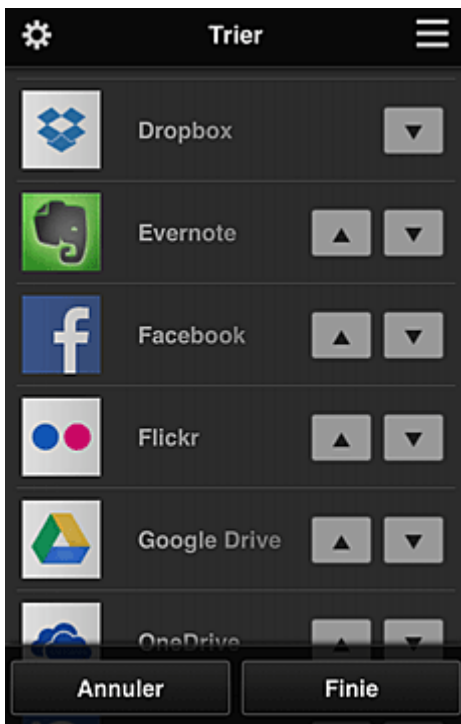 Trier
Dropbox
Evernote
Facebook
Flickr
Google Drive
OneDrive
Annuler Finie